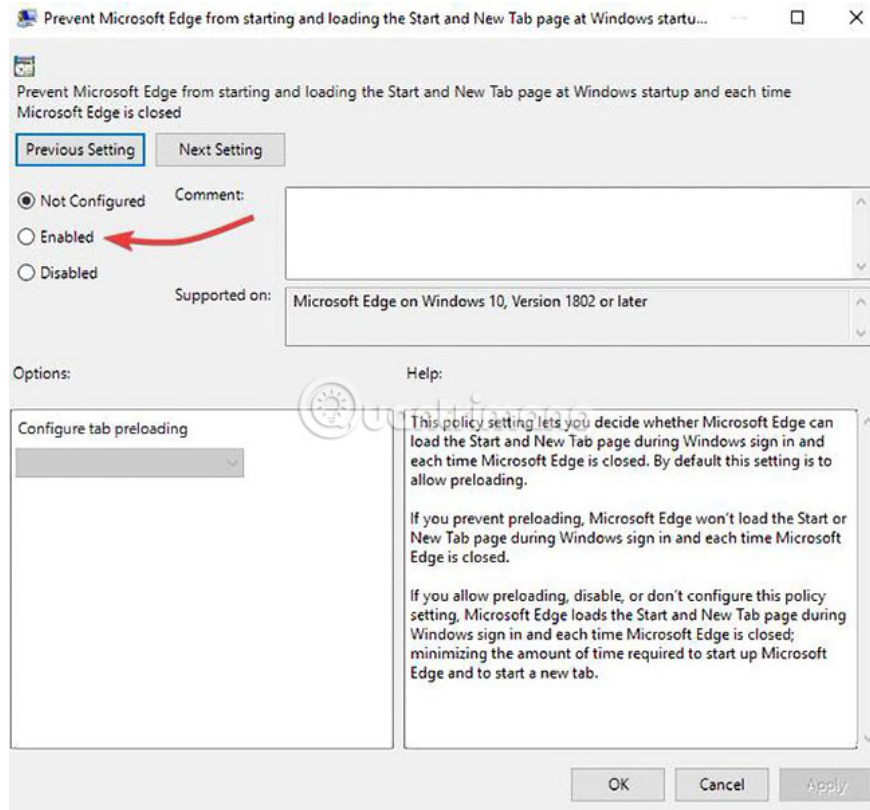 Prevent Microsoft Edge from starting and loading the Start and New Tab page at Windows startu...
Prevent Microsoft Edge from starting and loading the Start and New Tab page at Windows startup and each time
Microsoft Edge is closed
Previous Setting
Next Setting
Not Configured
Comment:
Enabled
Disabled
Supported on:
Microsoft Edge on Windows 10, Version 1802 or later
Options:
Help:
Quantrimang
Configure tab preloading
This policy setting lets you decide whether Microsoft Edge can
load the Start and New Tab page during Windows sign in and
each time Microsoft Edge is closed. By default this setting is to
allow preloading.
If you prevent preloading, Microsoft Edge won't load the Start or
New Tab page during Windows sign in and each time Microsoft
Edge is closed.
If you allow preloading, disable, or don't configure this policy
setting, Microsoft Edge loads the Start and New Tab page during
Windows sign in and each time Microsoft Edge is closed;
minimizing the amount of time required to start up Microsoft
Edge and to start a new tab.
OK
Cancel
Apply